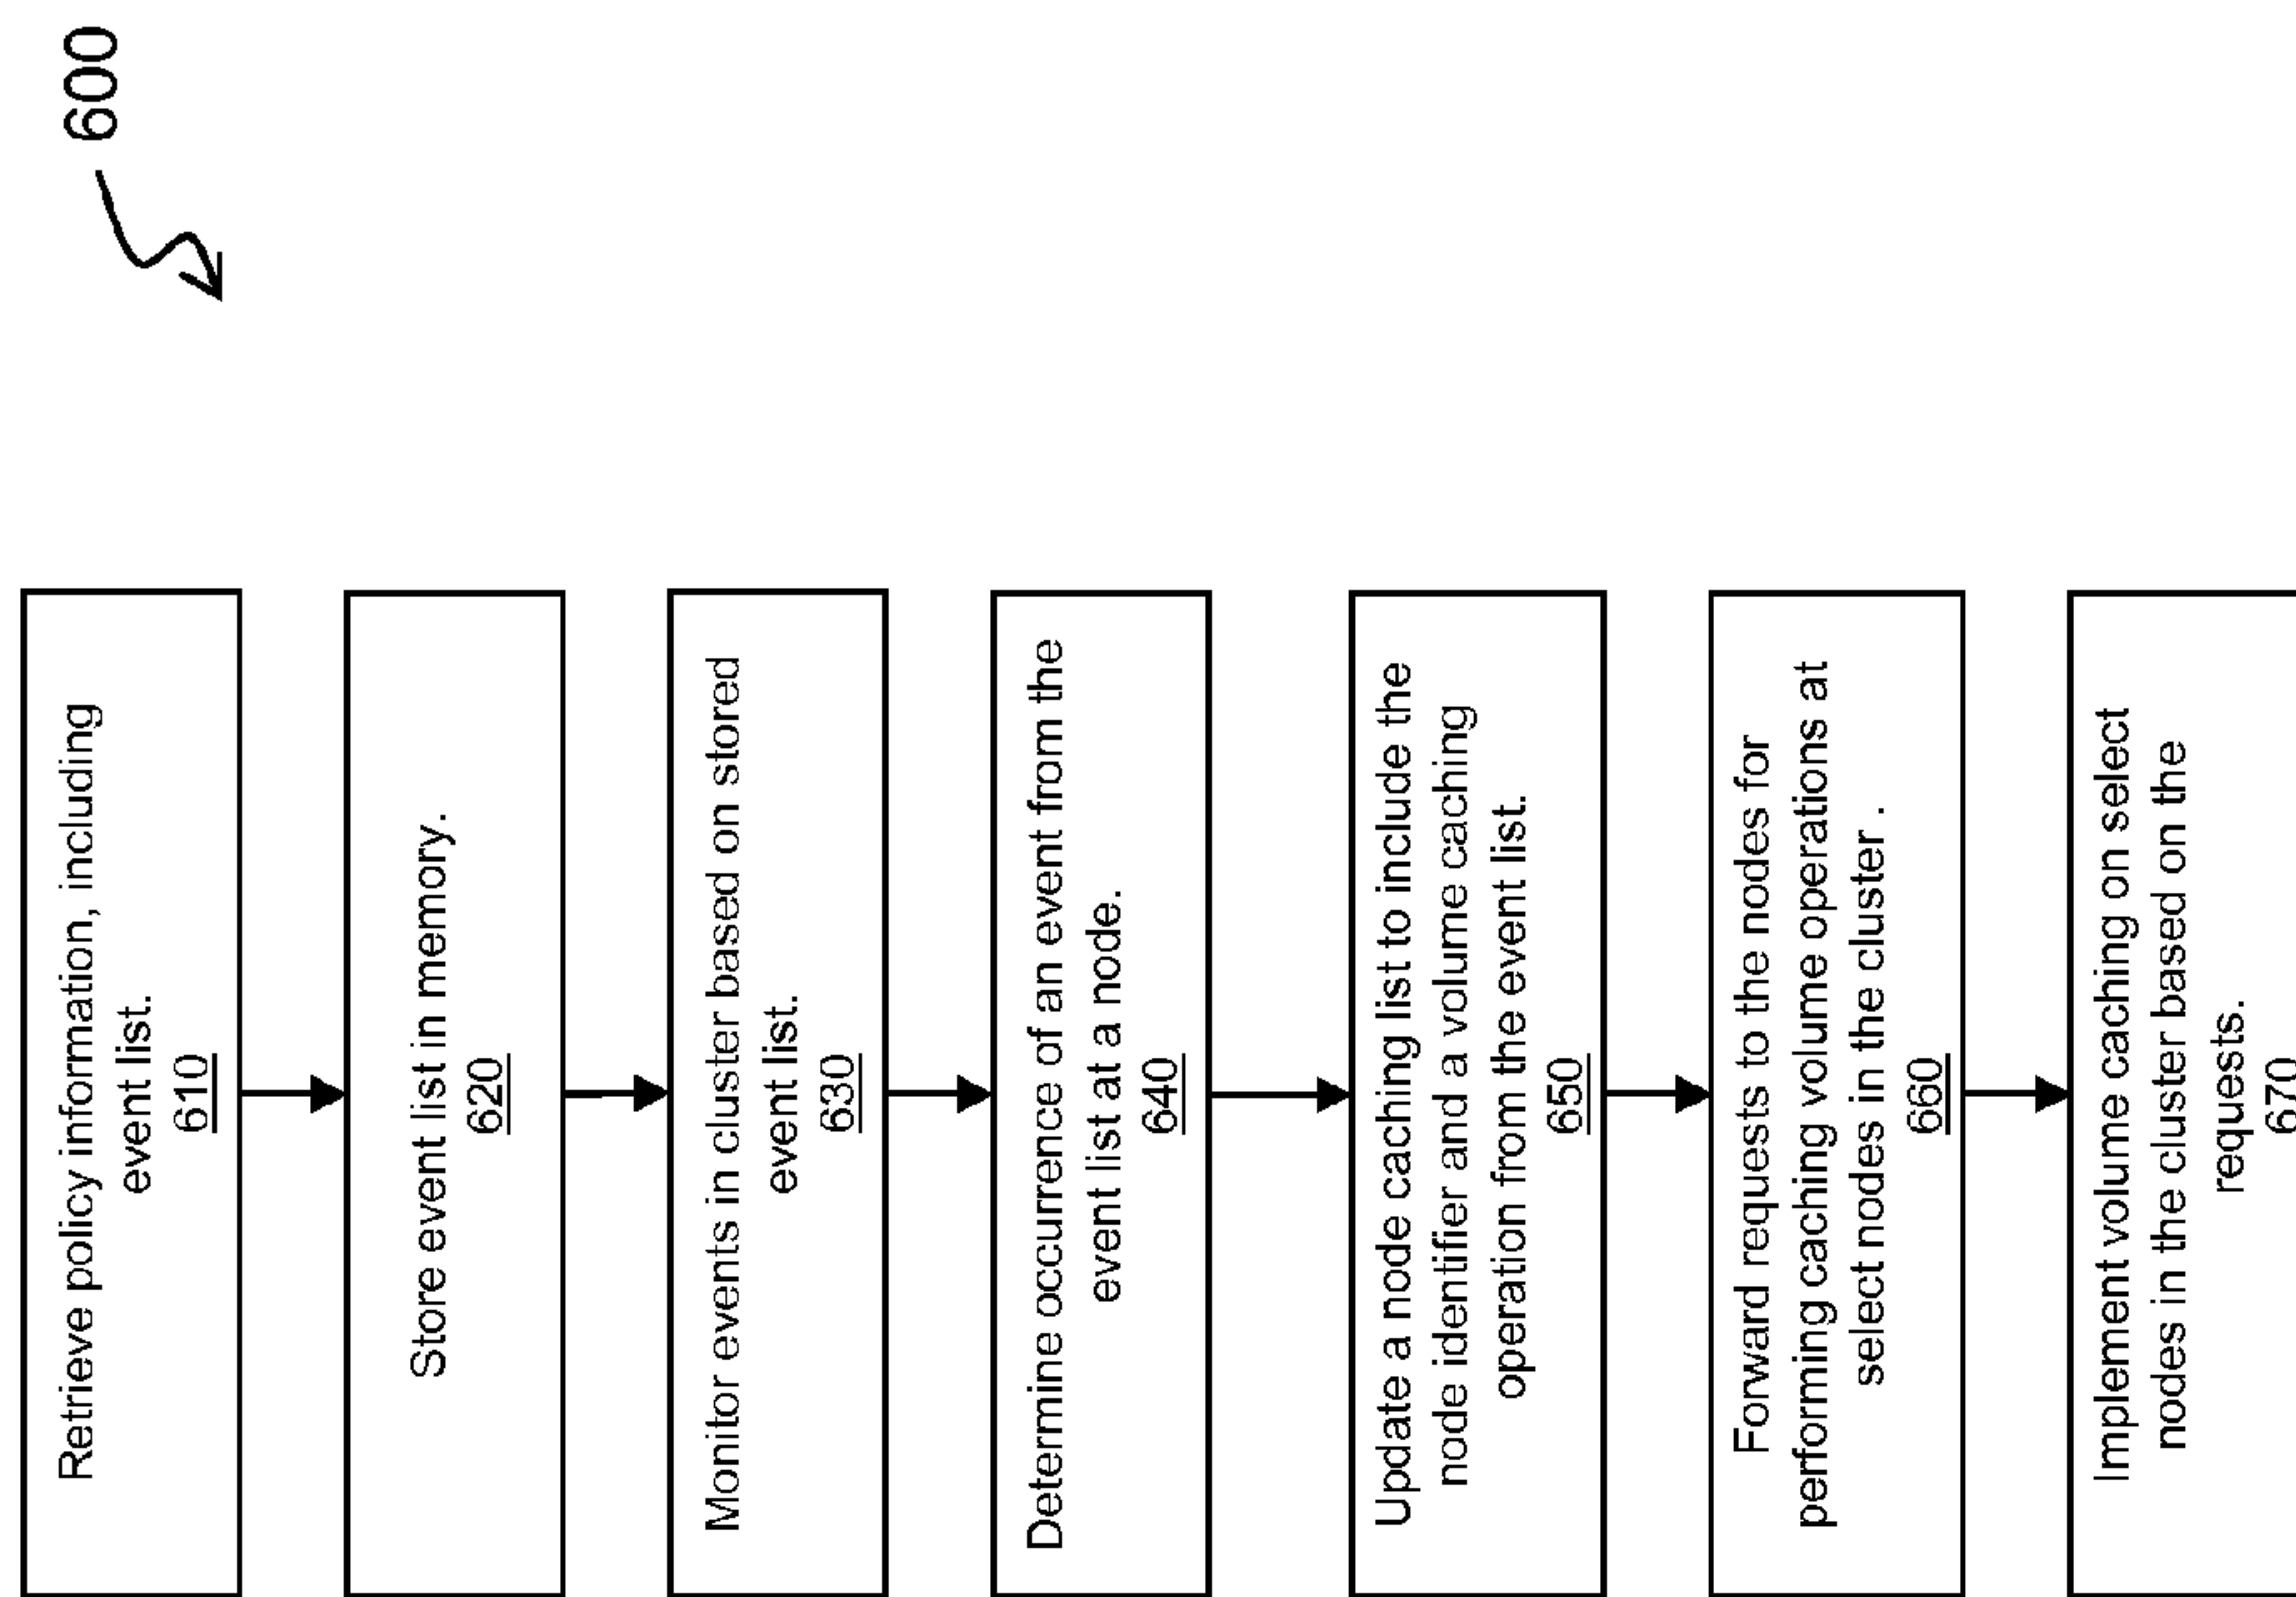 600
Retrieve policy information, including
event list.
610
Store event list in memory.
620
Monitor events in cluster based on stored
event list.
630
Determine occurrence of an event from the
event list at a node.
640
Update a node caching list to include the
node identifier and a volume caching
operation from the event list.
650
Forward requests to the nodes for
performing caching volume operations at
select nodes in the cluster .
660
Implement volume caching on select
nodes in the cluster based on the
requests.
670